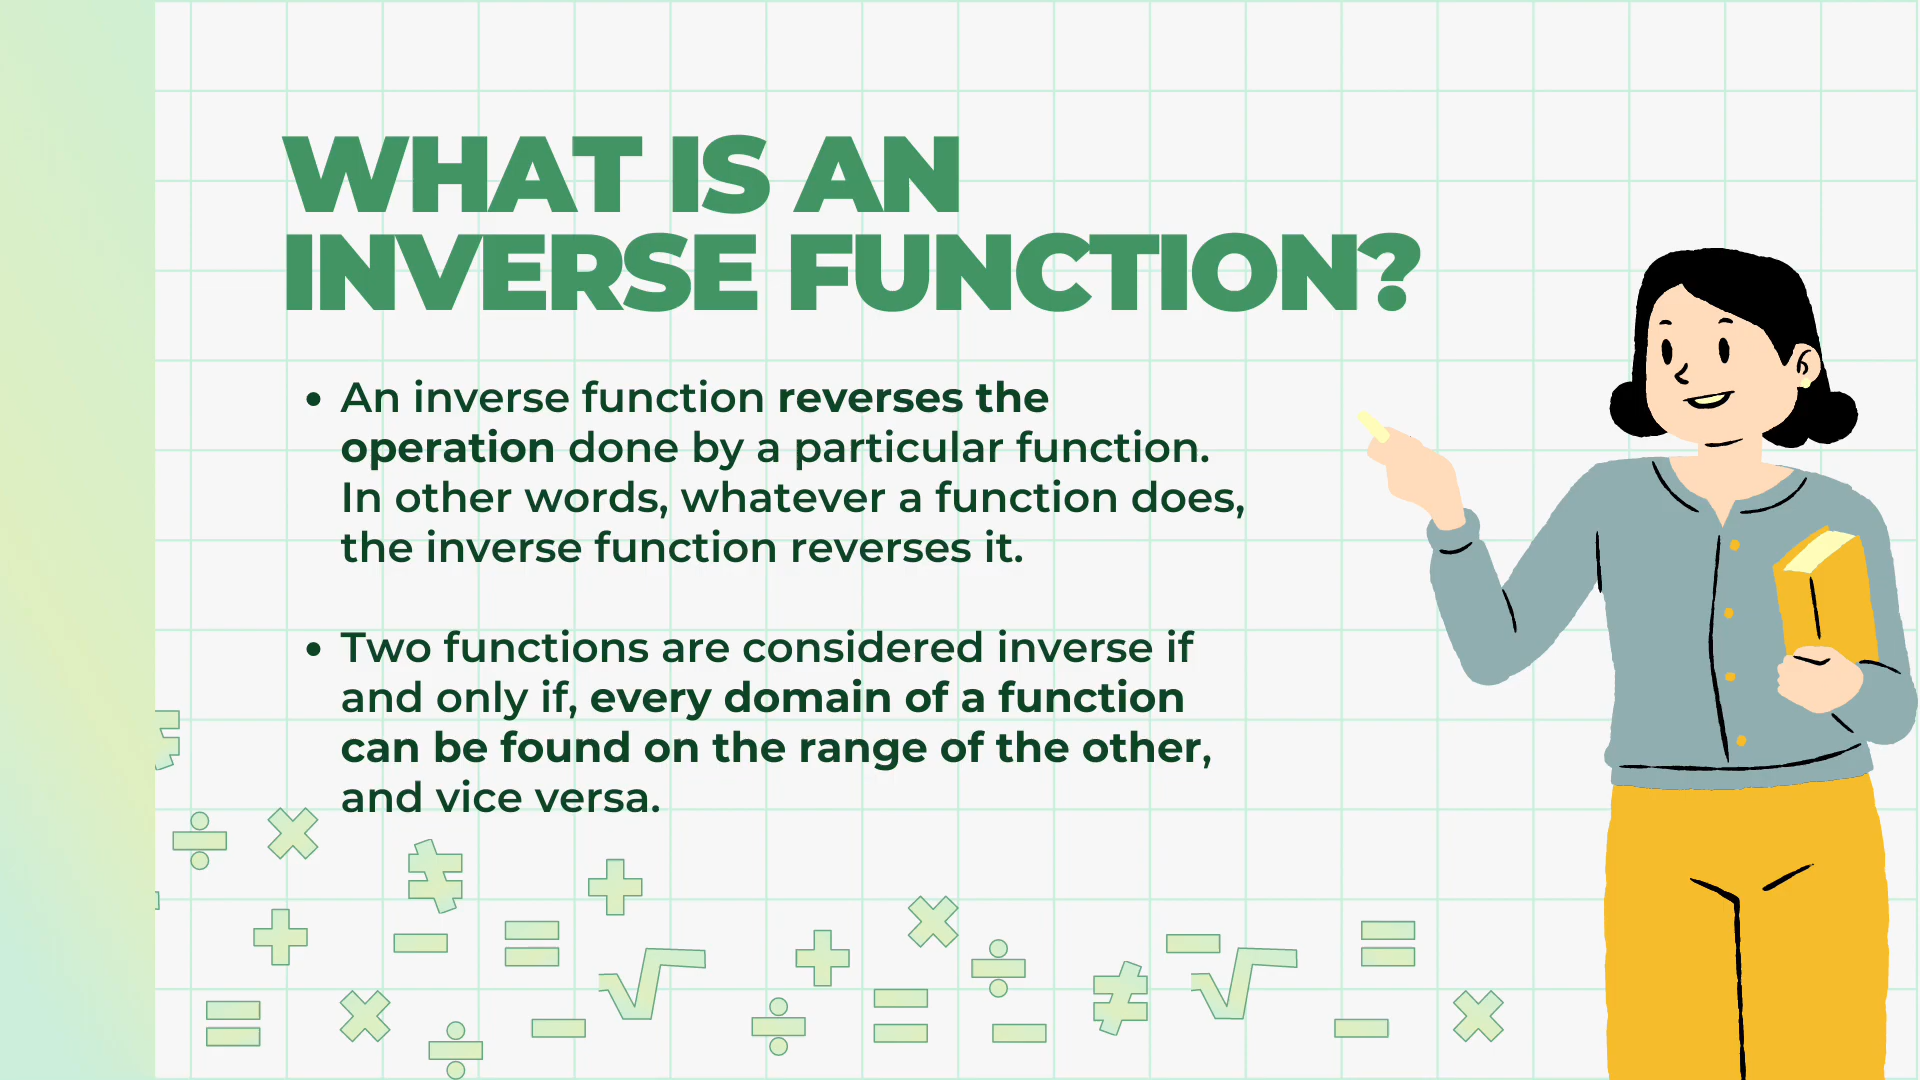 WHAT IS AN
INVERSE FUNCTION?
• An inverse function reverses the
operation done by a particular function.
In other words, whatever a function does,
the inverse function reverses it.
• Two functions are considered inverse if
and only if, every domain of a function
can be found on the range of the other,
and vice versa.